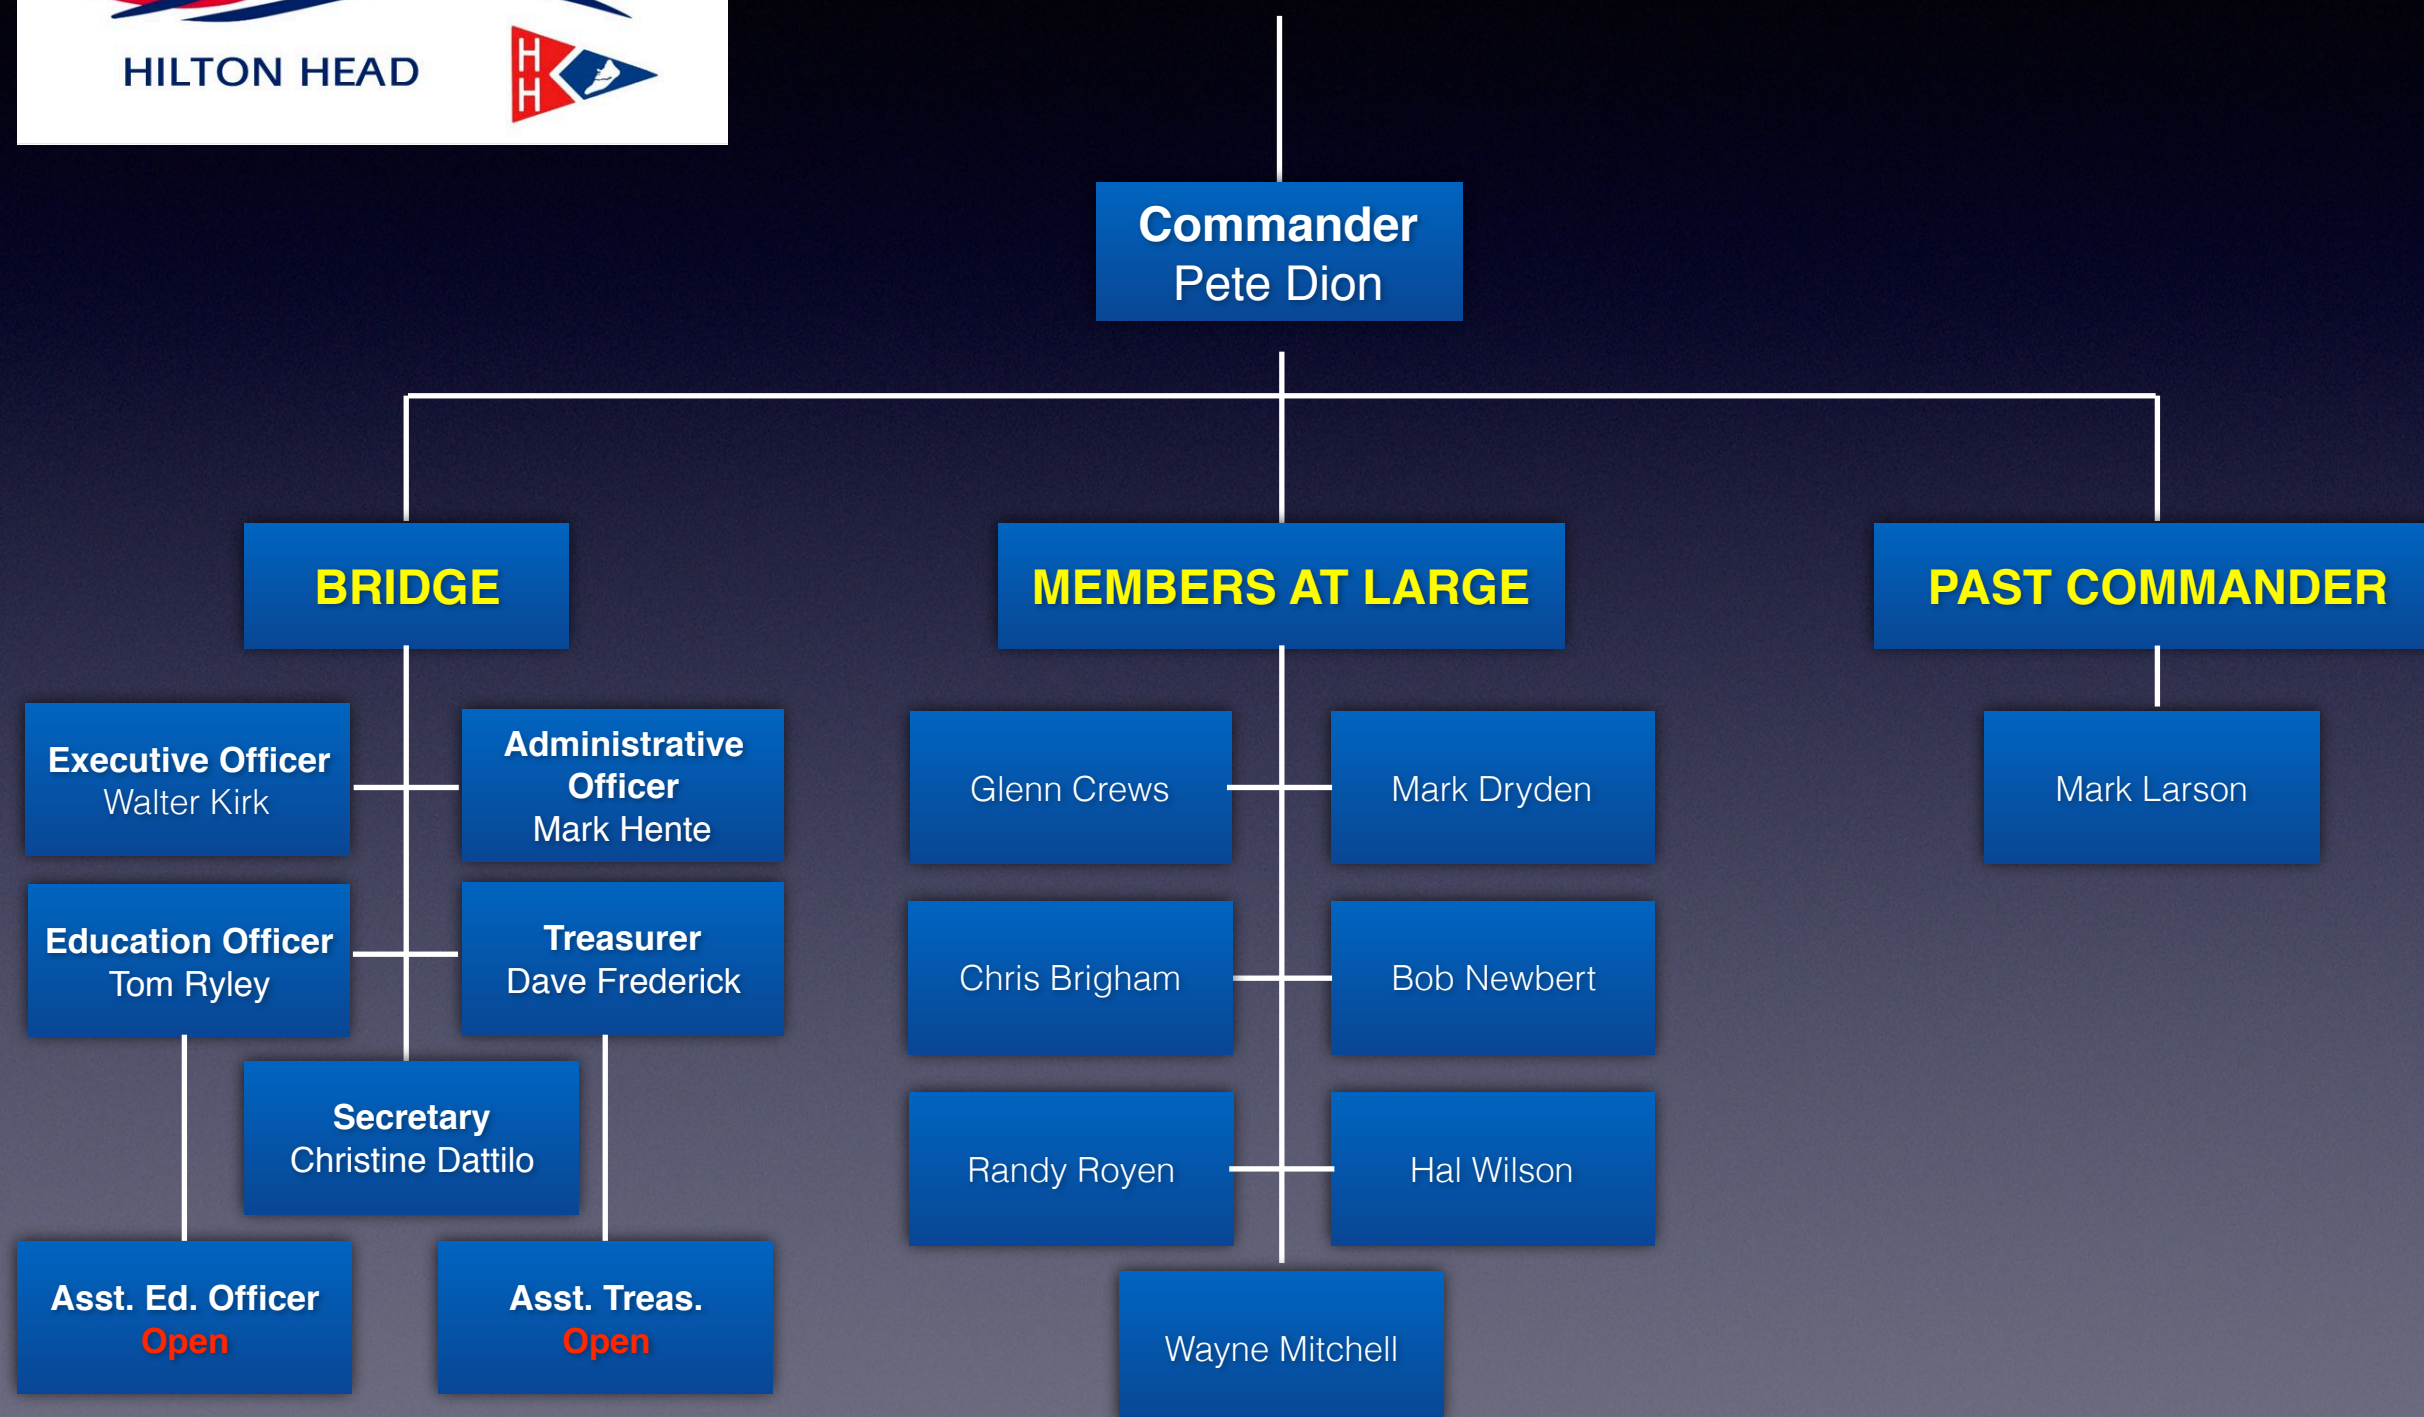 HILTON HEAD
H
H
Commander
Pete Dion
BRIDGE
MEMBERS AT LARGE
PAST COMMANDER
Executive Officer
Walter Kirk
Administrative
Officer
Mark Hente
Glenn Crews
Mark Dryden
Mark Larson
Education Officer
Tom Ryley
Treasurer
Dave Frederick
Chris Brigham
Bob Newbert
Secretary
Christine Dattilo
Randy Royen
Hal Wilson
Asst. Ed. Officer
Open
Asst. Treas.
Open
Wayne Mitchell